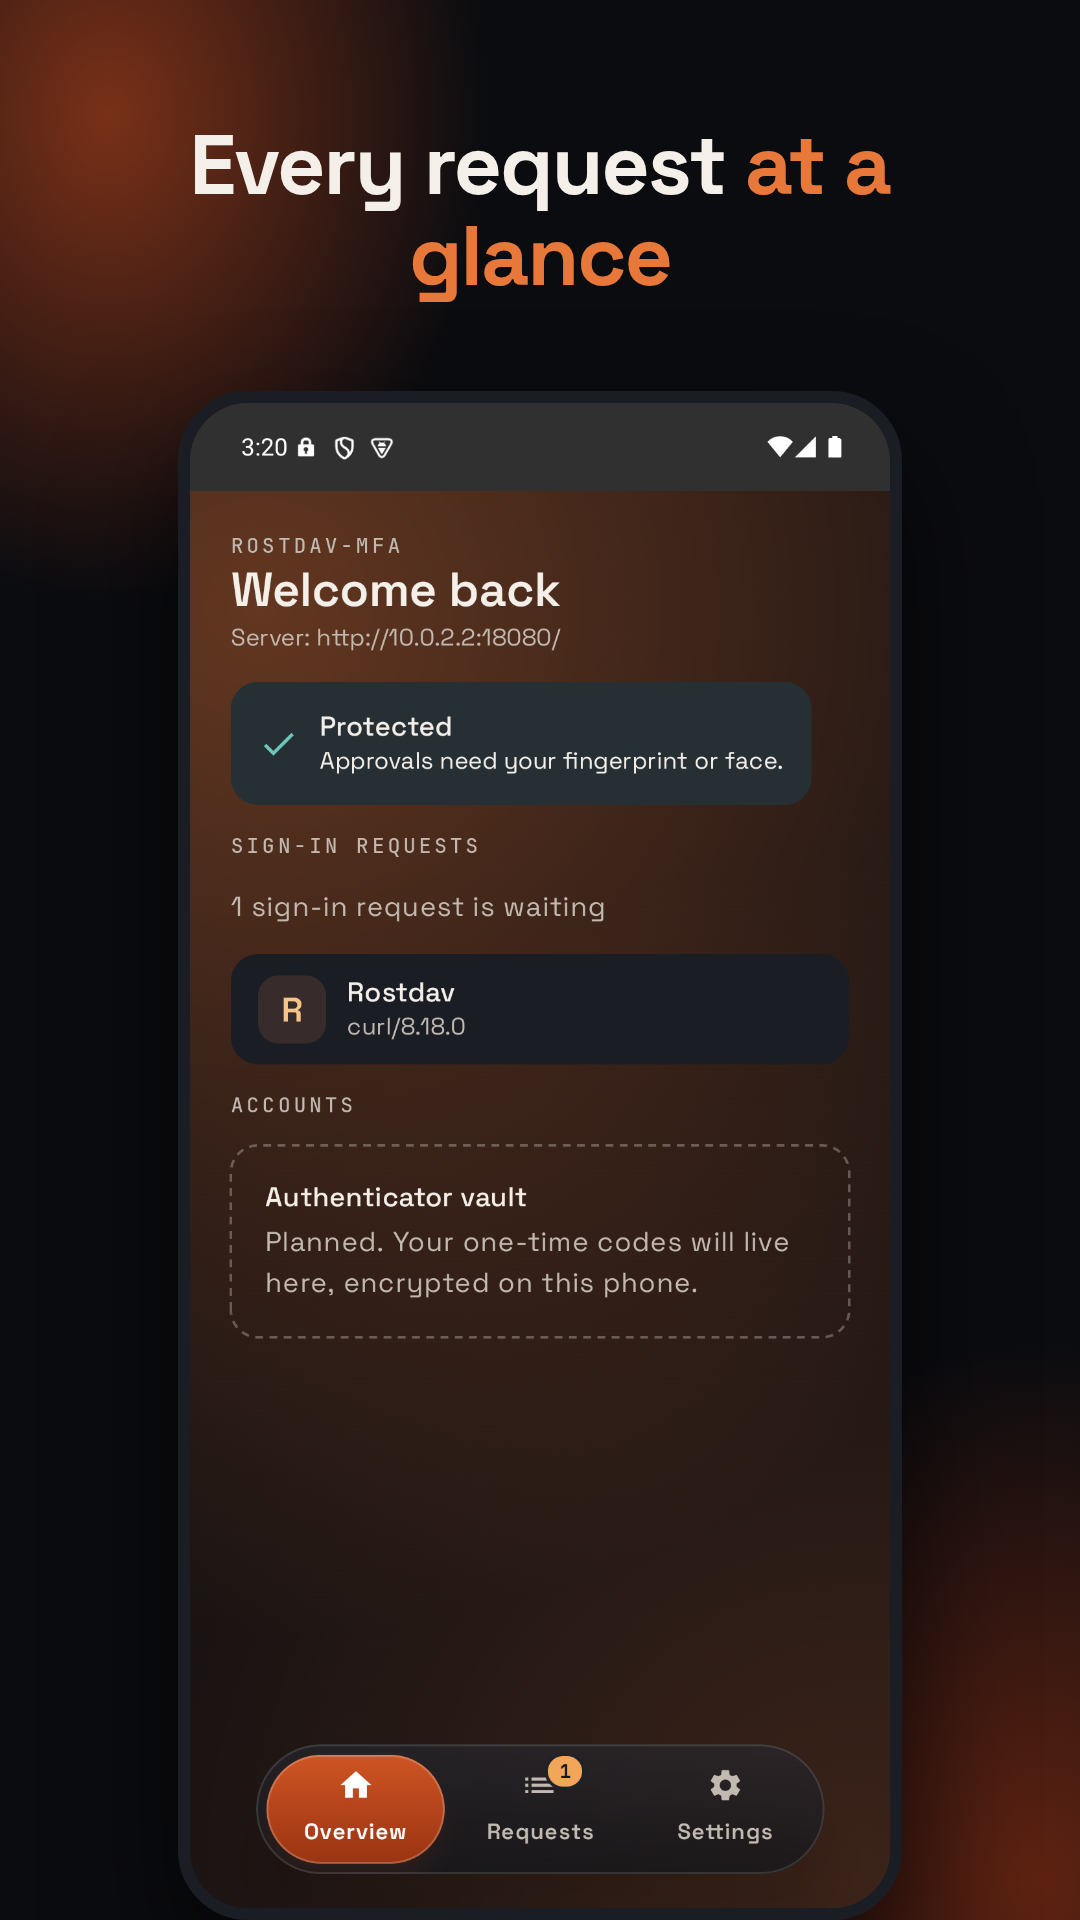 Every request at a
glance
3:20
ROSTDAV-MFA
Welcome back
Server: http://10.0.2.2:18080/
Protected
Approvals need your fingerprint or face.
SIGN-IN REQUESTS
1 sign-in request is waiting
R
Rostdav
curl/8.18.0
ACCOUNTS
Authenticator vault
Planned. Your one-time codes will live
here, encrypted on this phone.
1
Overview
Requests
Settings